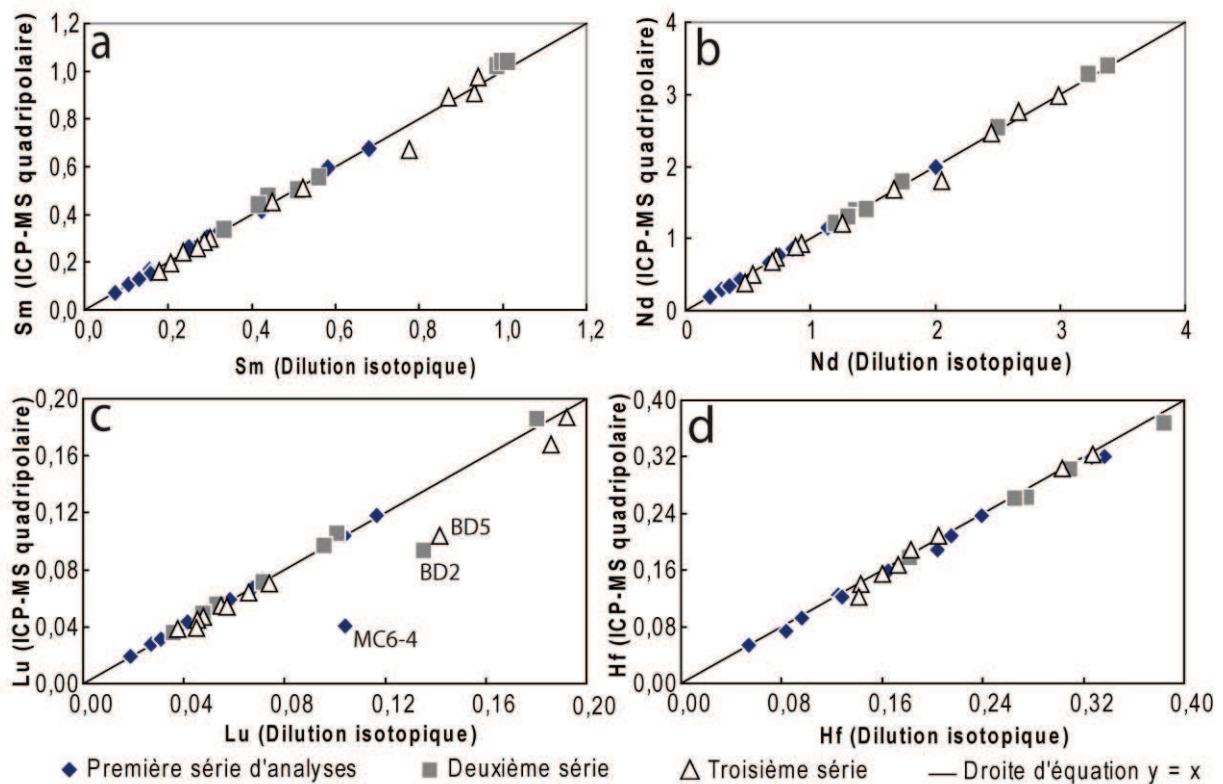 a
Sm (ICP-MS quadripolaire)
1,2
1,0
0,8
0,6
0,4
0,2
0,0
0,0 0,2 0,4 0,6 0,8 1,0 1,2
Sm (Dilution isotopique)
b
Nd (ICP-MS quadripolaire)
4
3
2
1
0
0 1 2 3 4
Nd (Dilution isotopique)
c
Lu (ICP-MS quadripolaire)
0,20
0,16
0,12
0,08
0,04
0,00
BD5
BD2
MC6-4
0,00 0,04 0,08 0,12 0,16 0,20
Lu (Dilution isotopique)
d
Hf (ICP-MS quadripolaire)
0,40
0,32
0,24
0,16
0,08
0,00
0,00 0,08 0,16 0,24 0,32 0,40
Hf (Dilution isotopique)
Première série d'analyses Deuxième série Troisième série Droite d'équation y = x